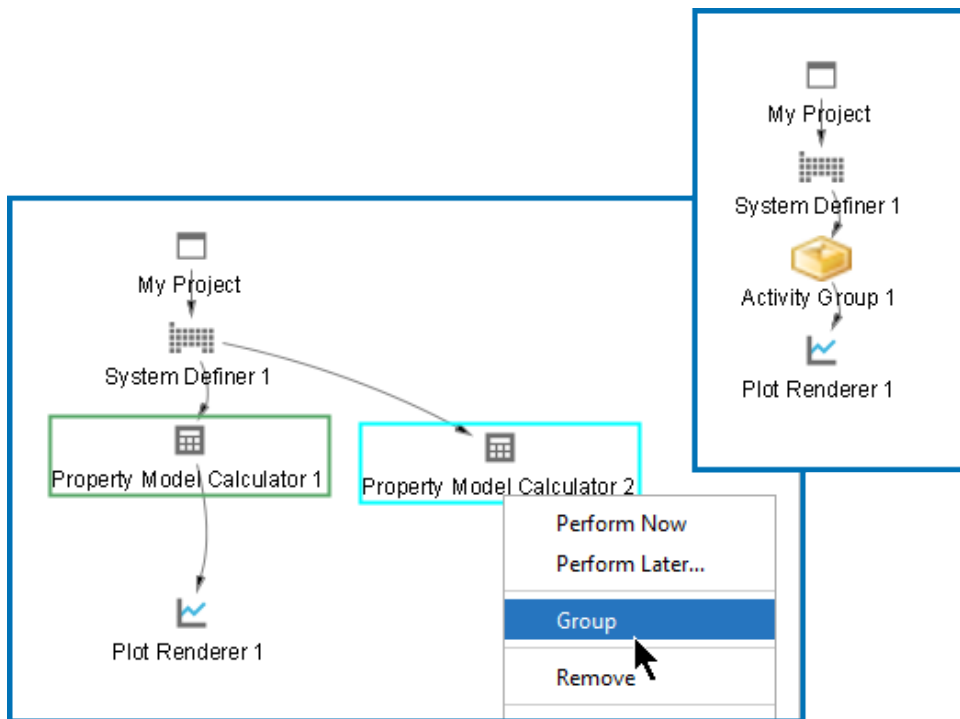 My Project
System Definer 1
Activity Group 1
Plot Renderer 1
My Project
System Definer 1
Property Model Calculator 1
Property Model Calculator 2
Perform Now
Perform Later...
Group
Remove
Plot Renderer 1